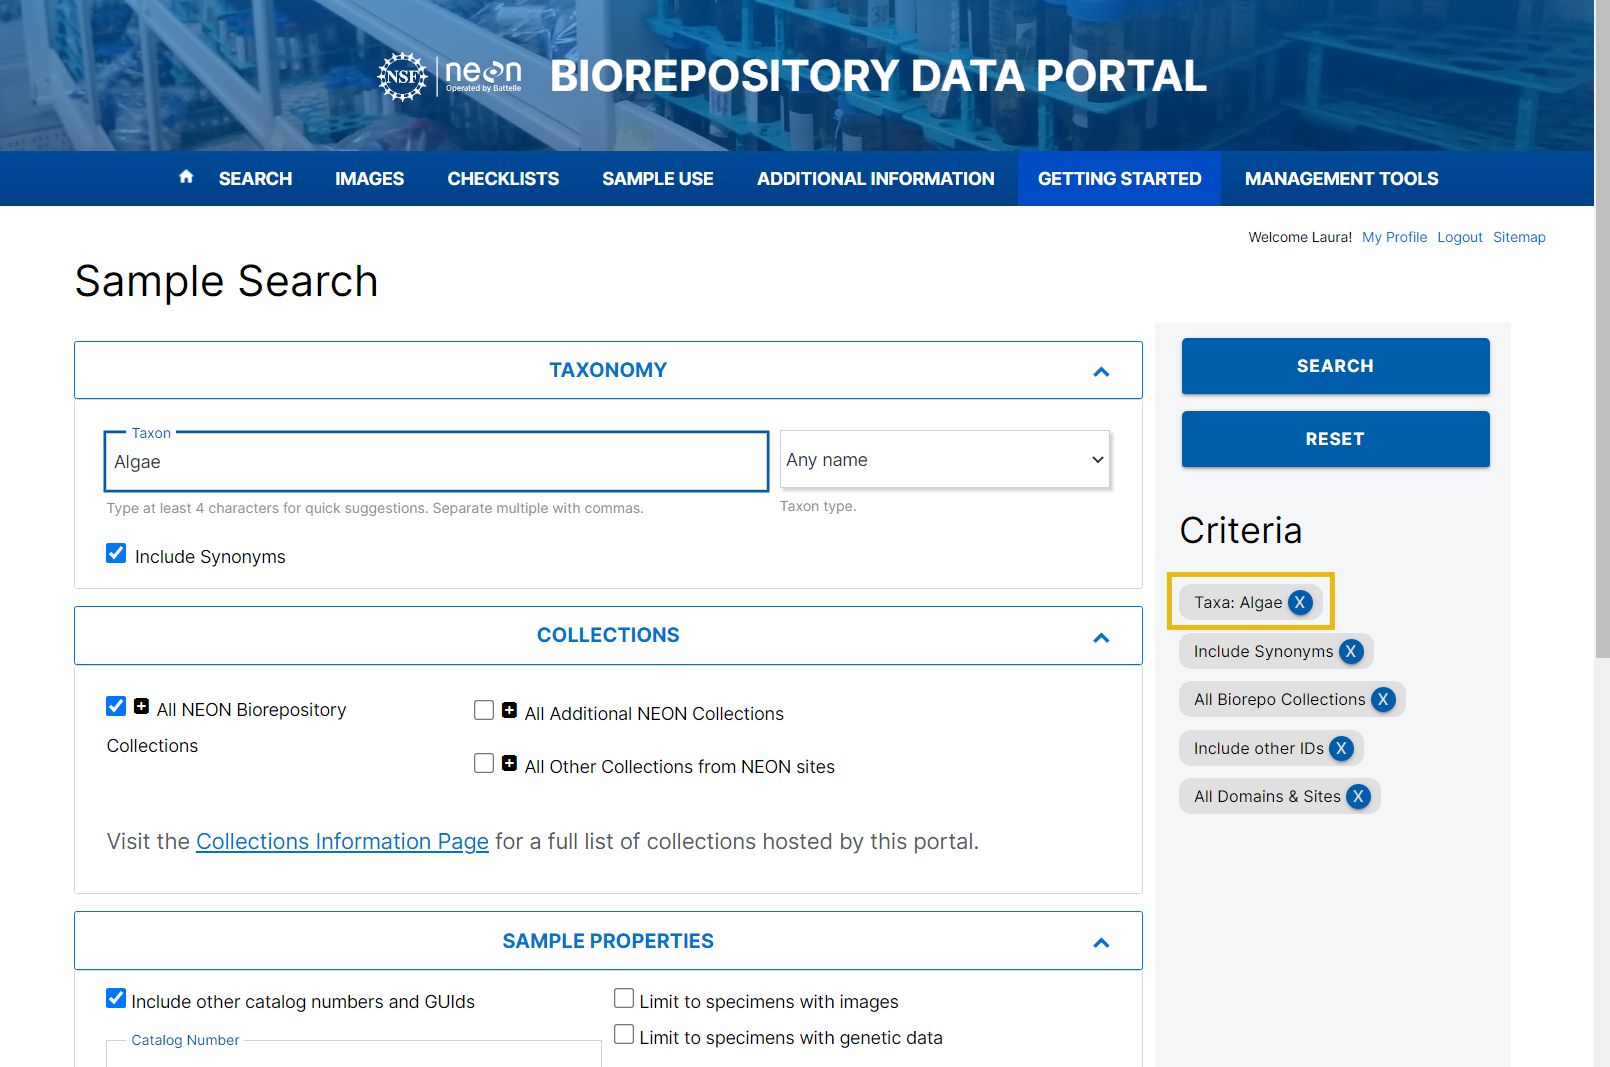 NSF
neon
Operated by Battelle
BIOREPOSITORY DATA PORTAL
SEARCH IMAGES CHECKLISTS SAMPLE USE ADDITIONAL INFORMATION GETTING STARTED MANAGEMENT TOOLS
Welcome Laura! My Profile Logout Sitemap
Sample Search
TAXONOMY
Taxon
Algae
Any name
Type at least 4 characters for quick suggestions. Separate multiple with commas.
Taxon type.
Include Synonyms
COLLECTIONS
All NEON Biorepository
Collections
All Additional NEON Collections
All Other Collections from NEON sites
Visit the Collections Information Page for a full list of collections hosted by this portal.
SAMPLE PROPERTIES
Include other catalog numbers and GUIds
Catalog Number
Limit to specimens with images
Limit to specimens with genetic data
SEARCH
RESET
Criteria
Taxa: Algae X
Include Synonyms X
All Biorepo Collections X
Include other IDs X
All Domains & Sites X